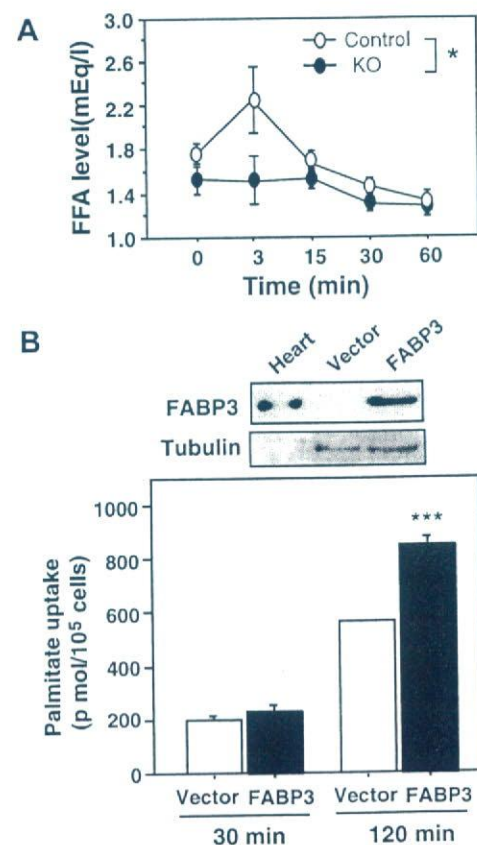 A
FFA level(mEq/l)
3.0
2.6
2.2
1.8
1.4
1.0
Control
KO
*
0 3 15 30 60
Time (min)
B
Heart Vector FABP3
FABP3
Tubulin
Palmitate uptake
(p mol/10⁵ cells)
1000
800
600
400
200
0
***
Vector FABP3 Vector FABP3
30 min 120 min